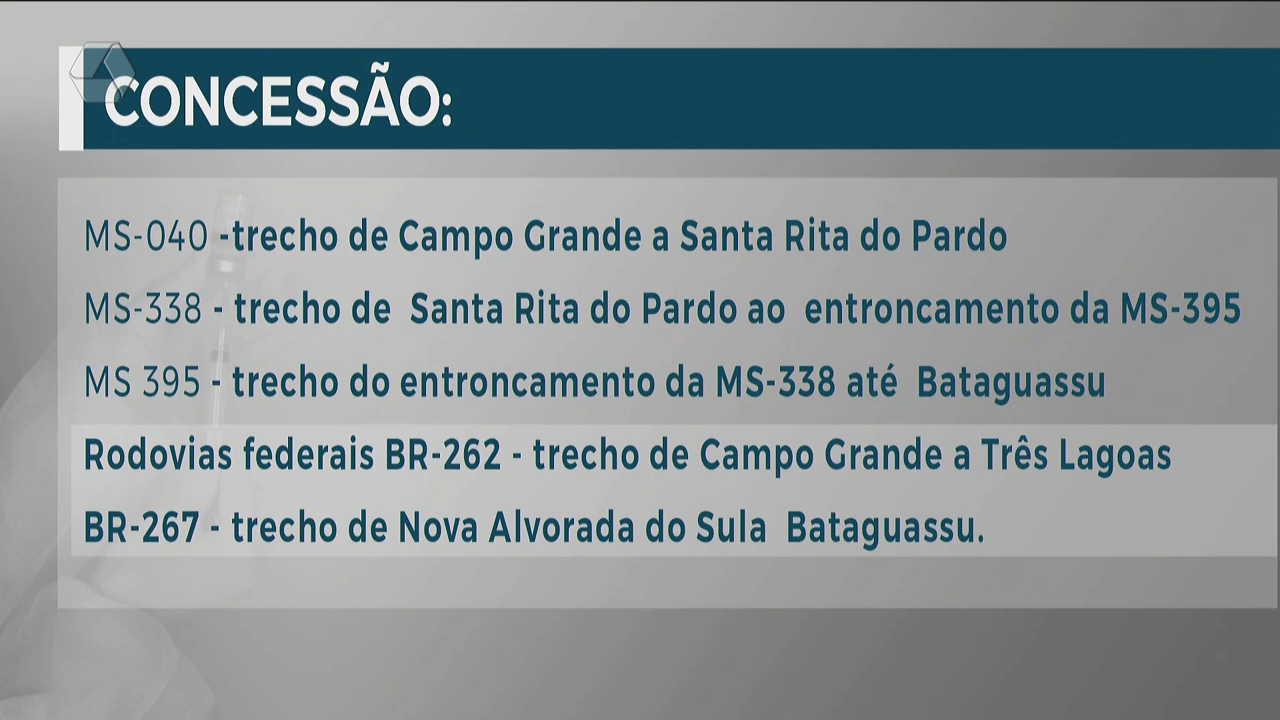 CONCESSÃO:
MS-040 -trecho de Campo Grande a Santa Rita do Pardo
MS-338 - trecho de Santa Rita do Pardo ao entroncamento da MS-395
MS 395 - trecho do entroncamento da MS-338 até Bataguassu
Rodovias federais BR-262 - trecho de Campo Grande a Três Lagoas
BR-267 - trecho de Nova Alvorada do Sula Bataguassu.